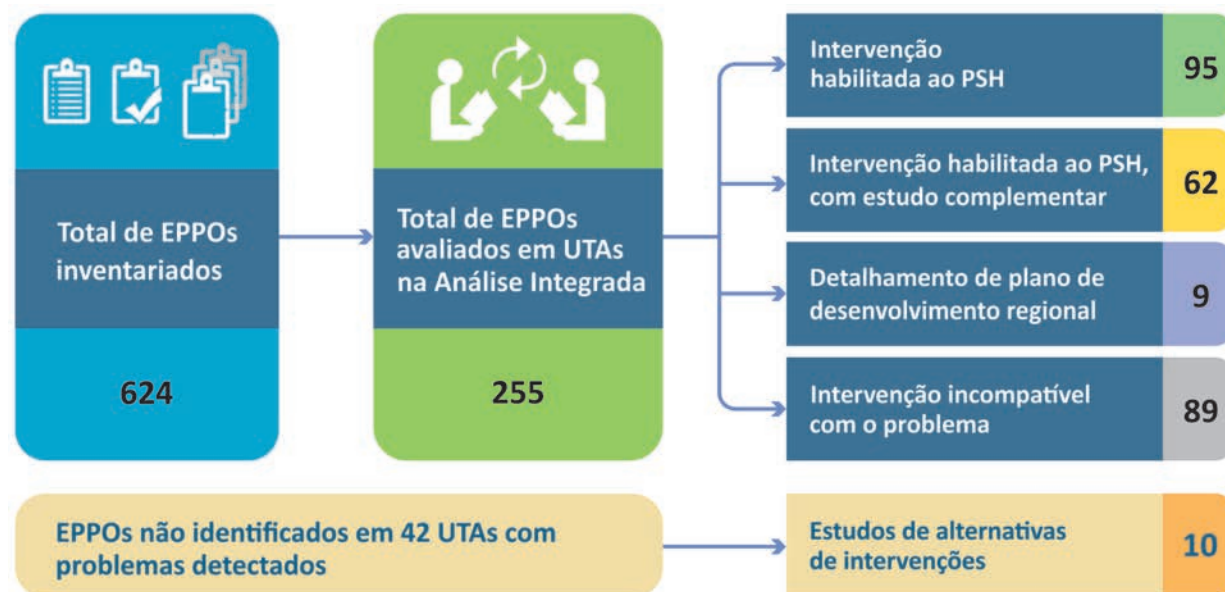 Total de EPPOs
inventariados
624
Total de EPPOs
avaliados em UTAs
na Análise Integrada
255
Intervenção
habilitada ao PSH
95
Intervenção habilitada ao PSH,
com estudo complementar
62
Detalhamento de plano de
desenvolvimento regional
9
Intervenção incompatível
com o problema
89
EPPOs não identificados em 42 UTAs com
problemas detectados
Estudos de alternativas
de intervenções
10